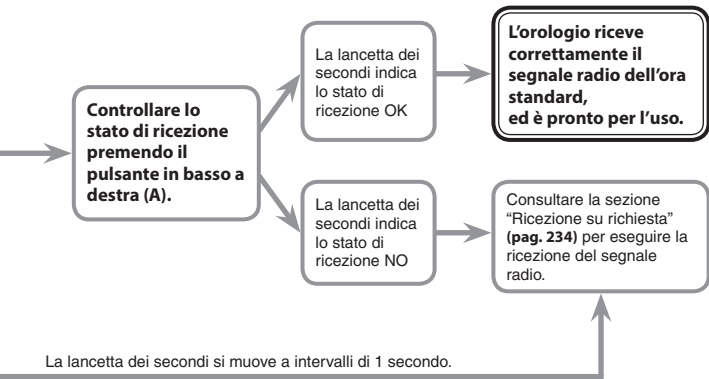 La lancetta dei
secondi indica
lo stato di
ricezione OK
L’orologio riceve
correttamente il
segnale radio dell’ora
standard,
ed è pronto per l’uso.
Controllare lo
stato di ricezione
premendo il
pulsante in basso a
destra (A).
La lancetta dei
secondi indica
lo stato di
ricezione NO
Consultare la sezione
“Ricezione su richiesta”
(pag. 234) per eseguire la
ricezione del segnale
radio.
La lancetta dei secondi si muove a intervalli di 1 secondo.